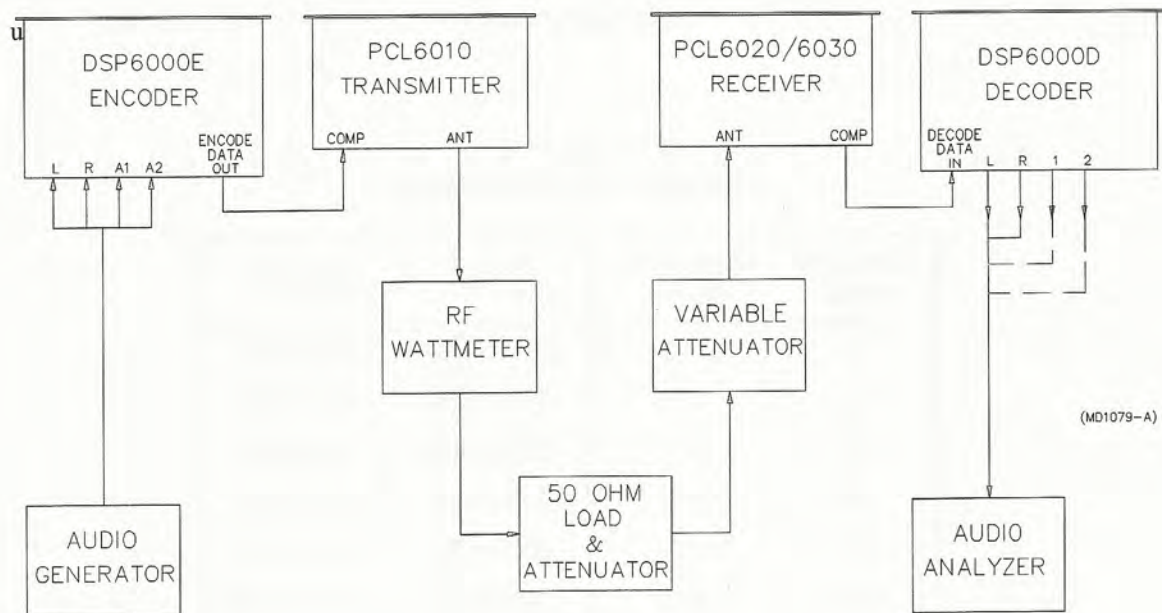 u
DSP6000E
ENCODER
L R A1 A2
ENCODE
DATA
OUT
PCL6010
TRANSMITTER
COMP ANT
PCL6020/6030
RECEIVER
ANT COMP
DSP6000D
DECODER
DECODE
DATA
IN
L R 1 2
RF
WATTMETER
VARIABLE
ATTENUATOR
(MD1079-A)
AUDIO
GENERATOR
50 OHM
LOAD
&
ATTENUATOR
AUDIO
ANALYZER